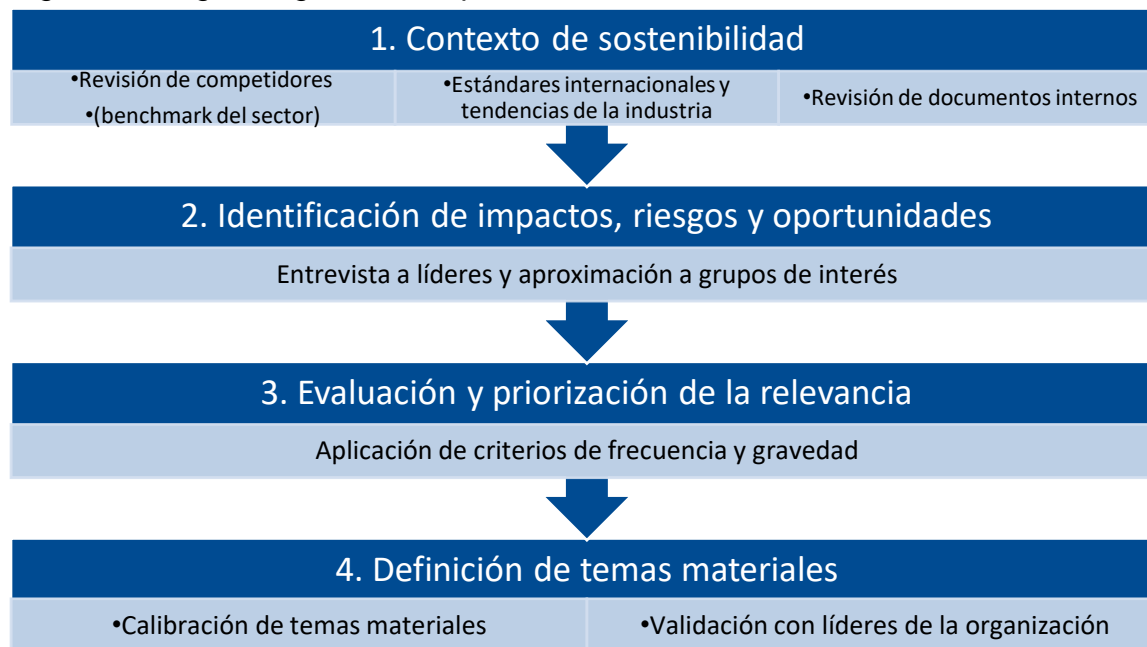 1. Contexto de sostenibilidad
•Revisión de competidores
•(benchmark del sector)
•Estándares internacionales y
tendencias de la industria
•Revisión de documentos internos
2. Identificación de impactos, riesgos y oportunidades
Entrevista a líderes y aproximación a grupos de interés
3. Evaluación y priorización de la relevancia
Aplicación de criterios de frecuencia y gravedad
4. Definición de temas materiales
•Calibración de temas materiales
•Validación con líderes de la organización